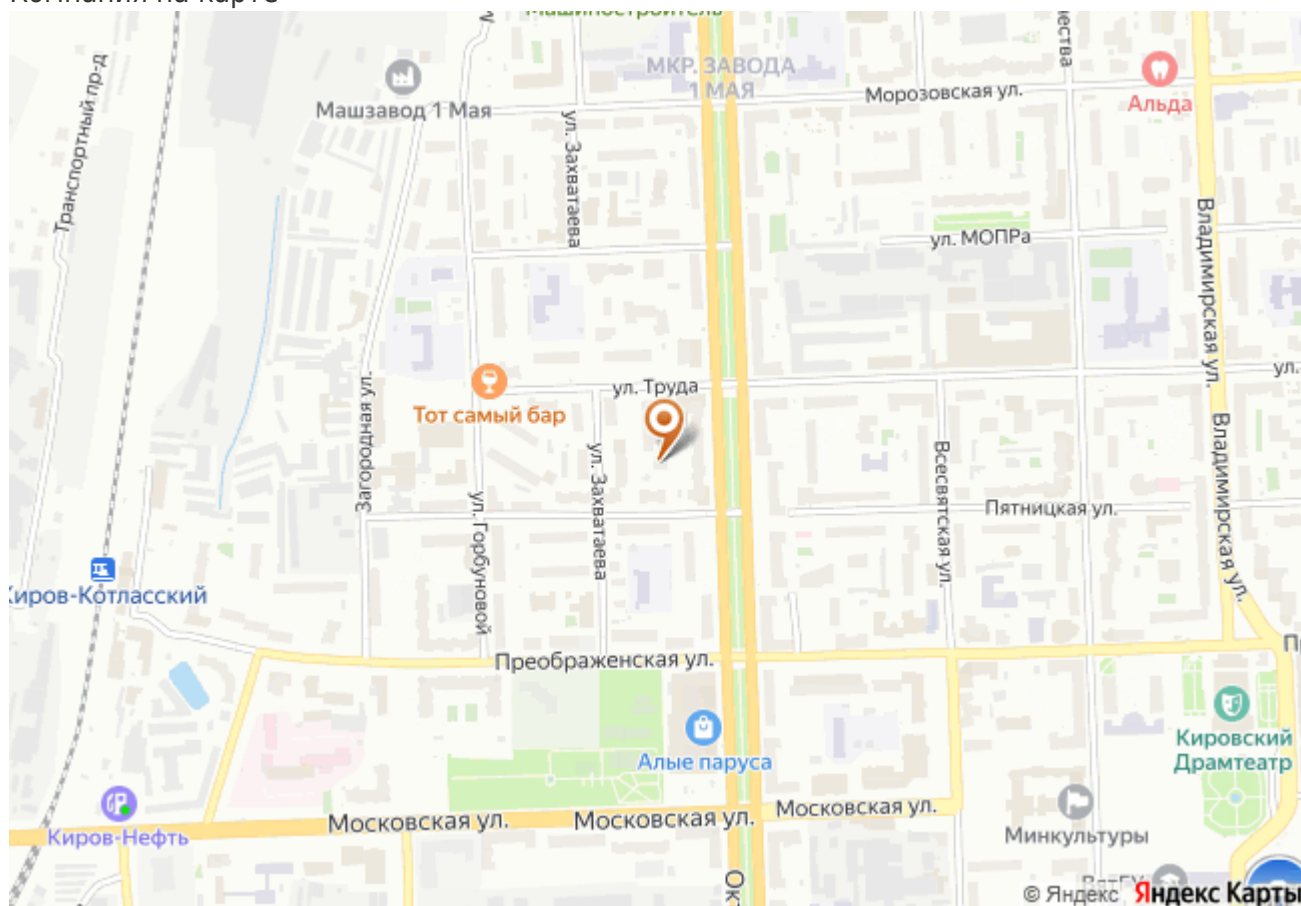 Компания на карте
Машиностроитель
МКР. ЗАВОДА
1 МАЯ
Морозовская ул.
Альда
Машзавод 1 Мая
Транспортный пр-д
ул. Захватаева
ул. МОПРа
Владимирская ул.
ул. Труда
ул.
Тот самый бар
Загородная ул.
ул. Горбуновой
ул. Захватаева
Всесвятская ул.
Пятницкая ул.
Владимирская ул.
Киров-Котласский
Преображенская ул.
Алые паруса
Кировский
Драмтеатр
Киров-Нефть
Московская ул.
Московская ул.
Московская ул.
Минкультуры
© Яндекс Яндекс Карты